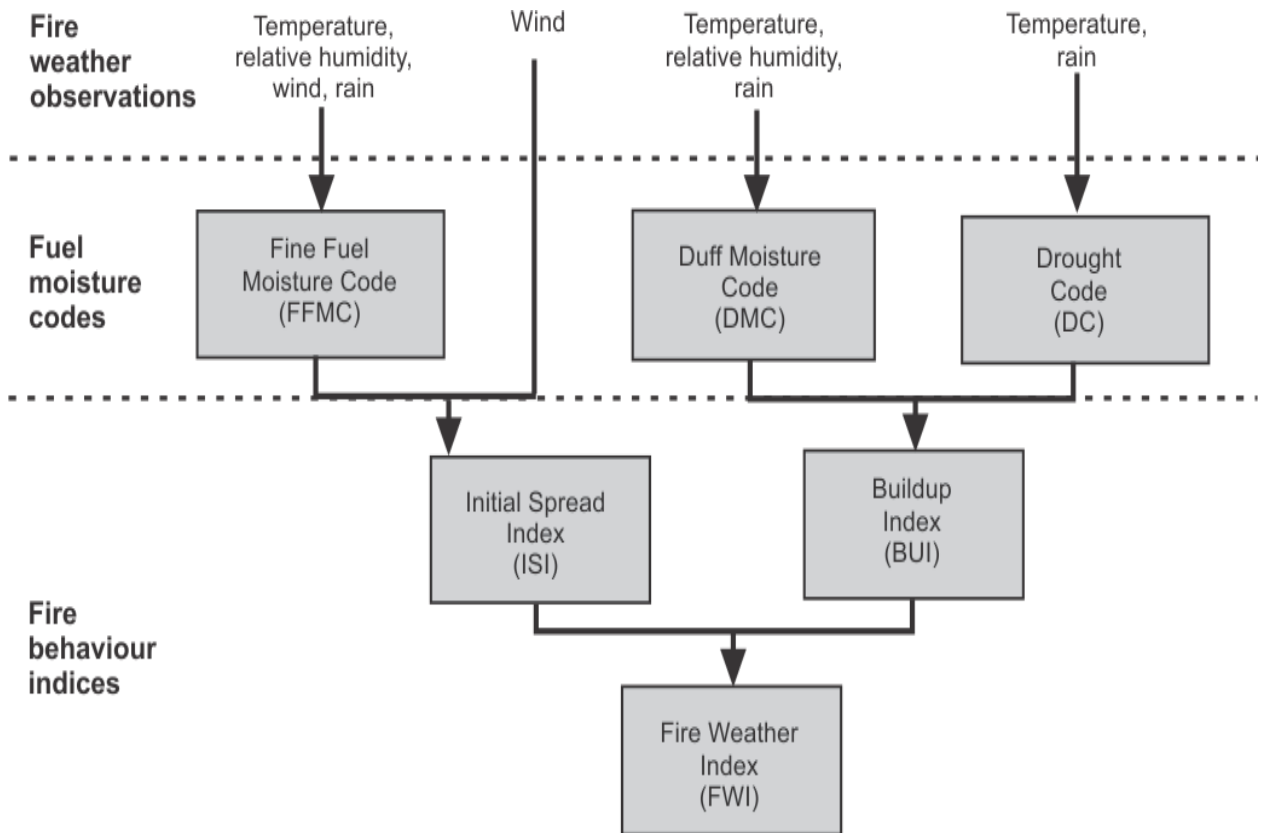 Fire
weather
observations
Temperature,
relative humidity,
wind, rain
Wind
Temperature,
relative humidity,
rain
Temperature,
rain
Fuel
moisture
codes
Fine Fuel
Moisture Code
(FFMC)
Duff Moisture
Code
(DMC)
Drought
Code
(DC)
Fire
behaviour
indices
Initial Spread
Index
(ISI)
Buildup
Index
(BUI)
Fire Weather
Index
(FWI)